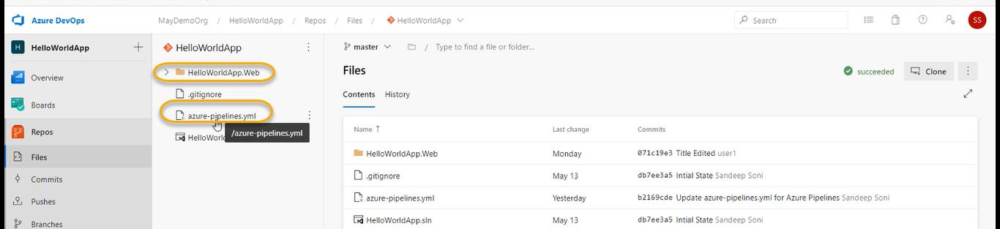 Azure DevOps
MayDemoOrg / HelloWorldApp / Repos / Files / HelloWorldApp
Search
SS
H HelloWorldApp
Overview
Boards
Repos
Files
Commits
Pushes
Branches
HelloWorldApp
HelloWorldApp.Web
.gitignore
azure-pipelines.yml
/azure-pipelines.yml
HelloWorld
master / Type to find a file or folder...
Files
succeeded
Clone
Contents History
Name ↑ Last change Commits
HelloWorldApp.Web Monday 071c19e3 Title Edited user1
.gitignore May 13 db7ee3a5 Intial State Sandeep Soni
azure-pipelines.yml Yesterday b2169cde Update azure-pipelines.yml for Azure Pipelines Sandeep Soni
HelloWorldApp.sln May 13 db7ee3a5 Intial State Sandeep Soni